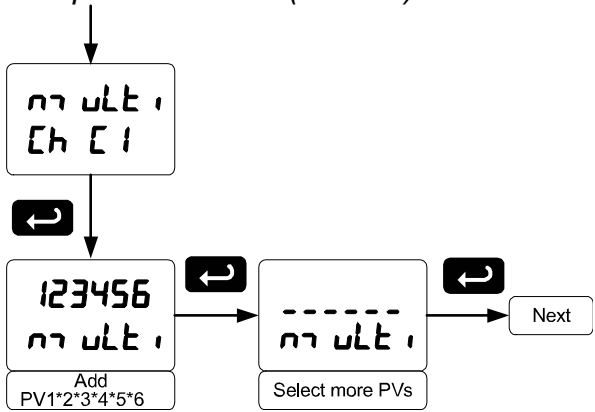 multi
Ch C1
123456
multi
Add
PV1*2*3*4*5*6
------
multi
Select more PVs
Next